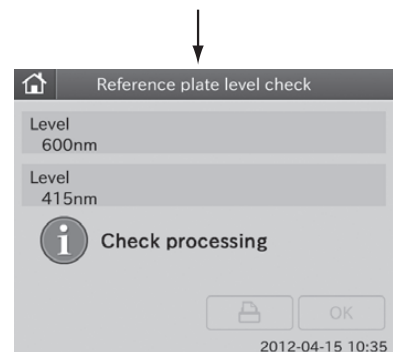 Reference plate level check
Level
600nm
Level
415nm
Check processing
OK
2012-04-15 10:35